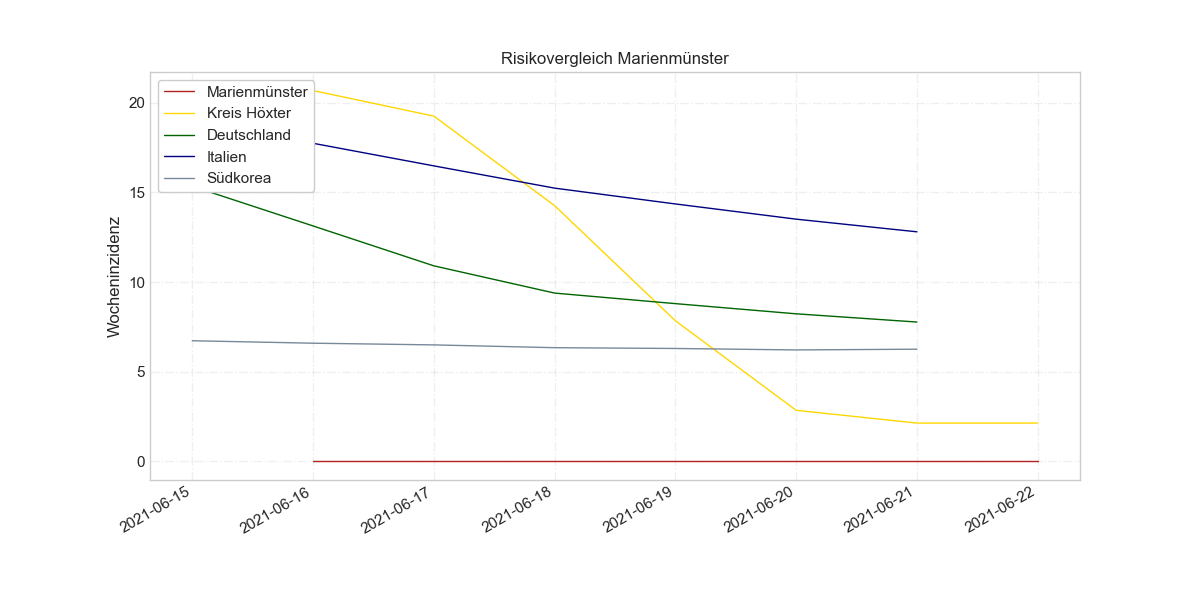 Risikovergleich Marienmünster
Marienmünster
Kreis Höxter
Deutschland
Italien
Südkorea
Wocheninzidenz
20
15
10
5
0
2021-06-15
2021-06-16
2021-06-17
2021-06-18
2021-06-19
2021-06-20
2021-06-21
2021-06-22